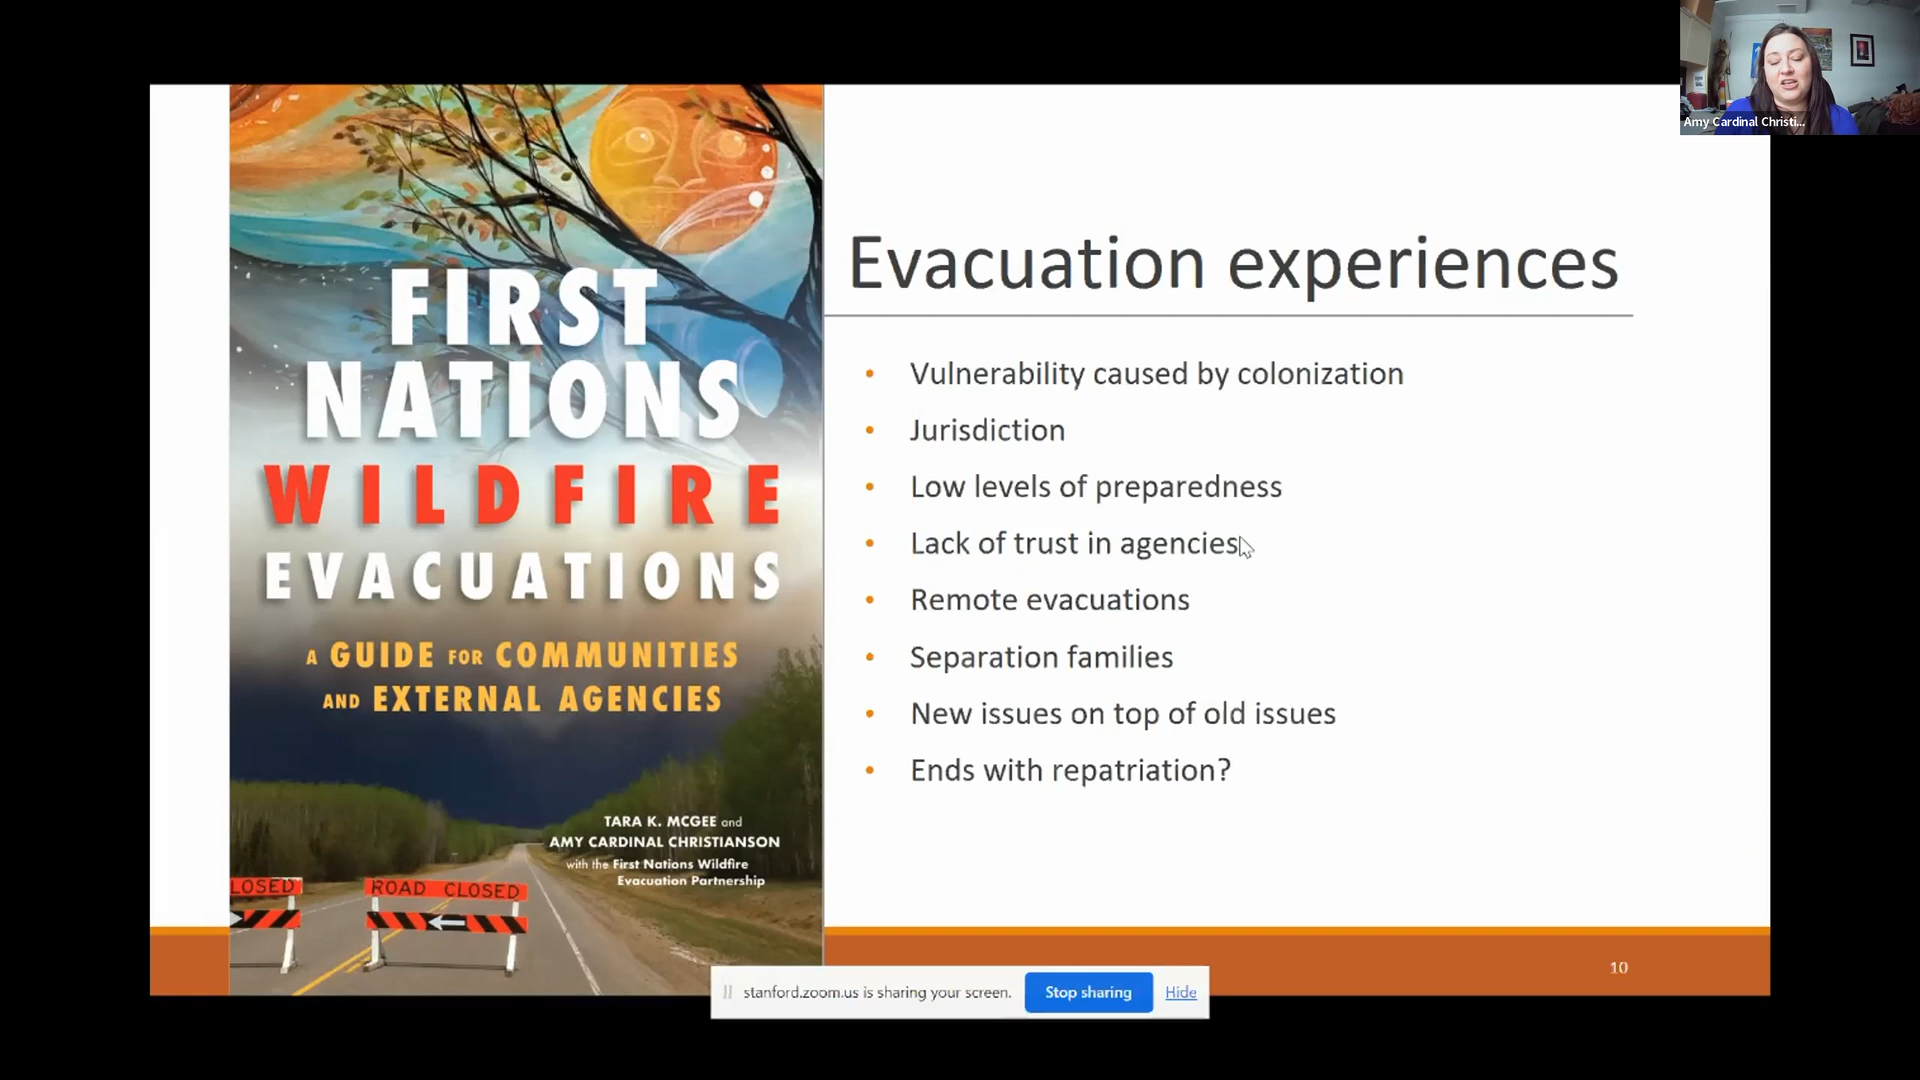 Amy Cardinal Christi...
FIRST
NATIONS
WILDFIRE
EVACUATIONS
A GUIDE FOR COMMUNITIES
AND EXTERNAL AGENCIES
TARA K. MCGEE and
AMY CARDINAL CHRISTIANSON
with the First Nations Wildfire
Evacuation Partnership
LOSED
ROAD CLOSED
Evacuation experiences
• Vulnerability caused by colonization
• Jurisdiction
• Low levels of preparedness
• Lack of trust in agencies
• Remote evacuations
• Separation families
• New issues on top of old issues
• Ends with repatriation?
10
stanford.zoom.us is sharing your screen. Stop sharing Hide